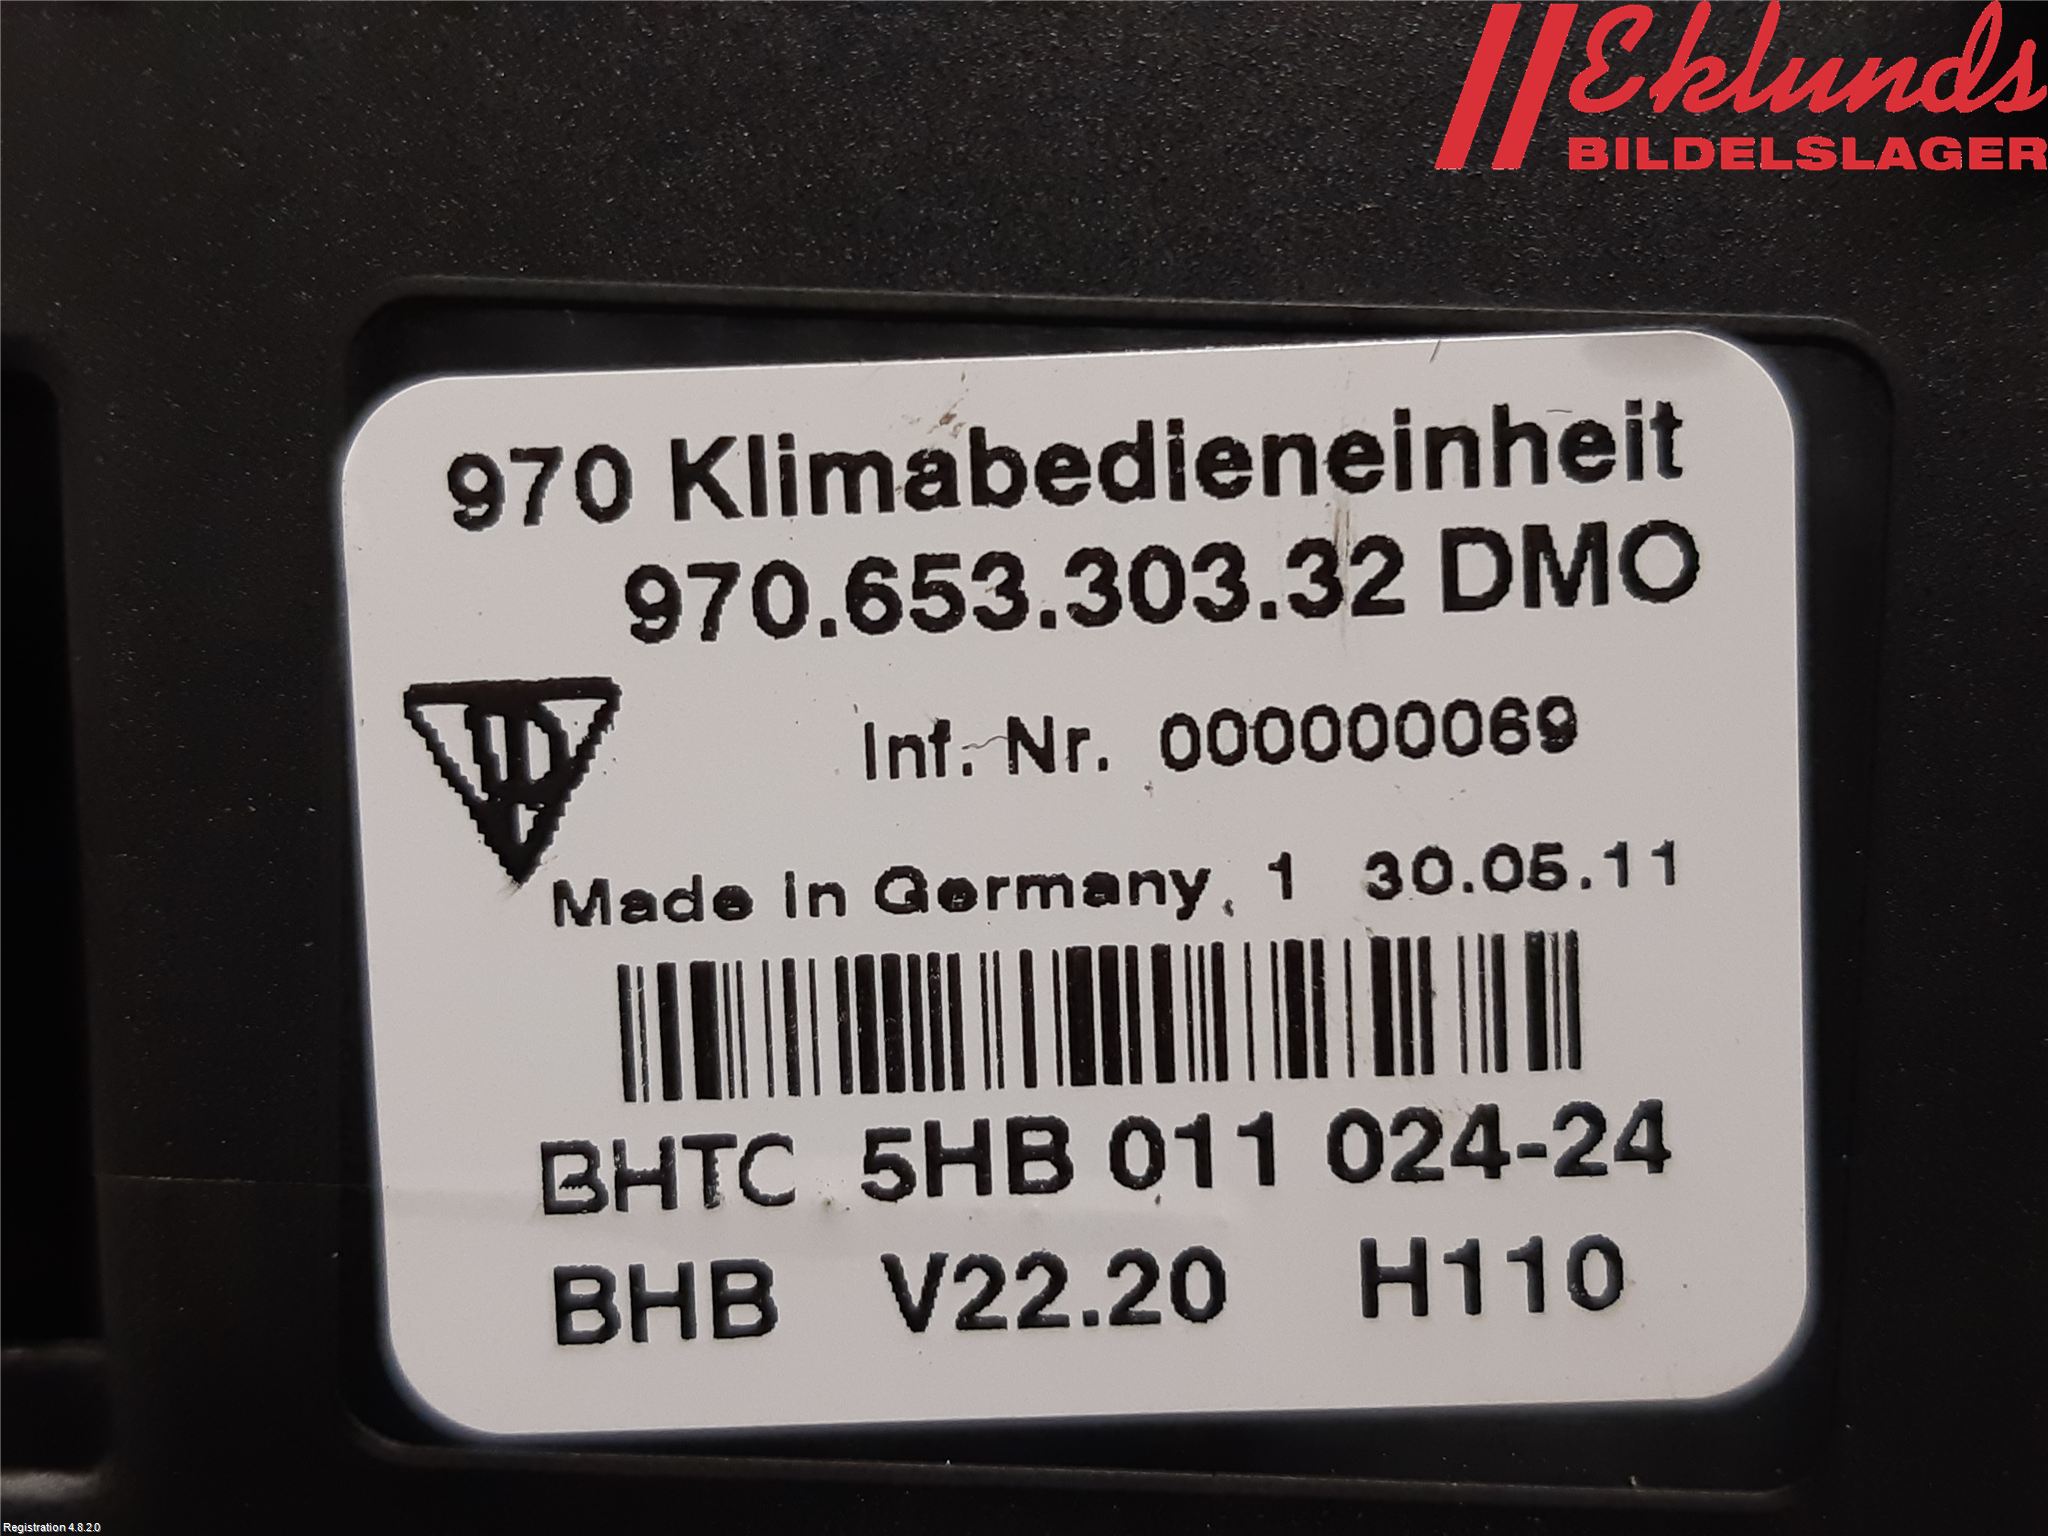 Eklunds
BILDELSLAGER
970 Klimabedieneinheit
970.653.303.32 DMO
Inf.-Nr. 000000069
Made in Germany, 1 30.05.11
BHTC 5HB 011 024-24
BHB V22.20 H110
Registration 4.8.2.0